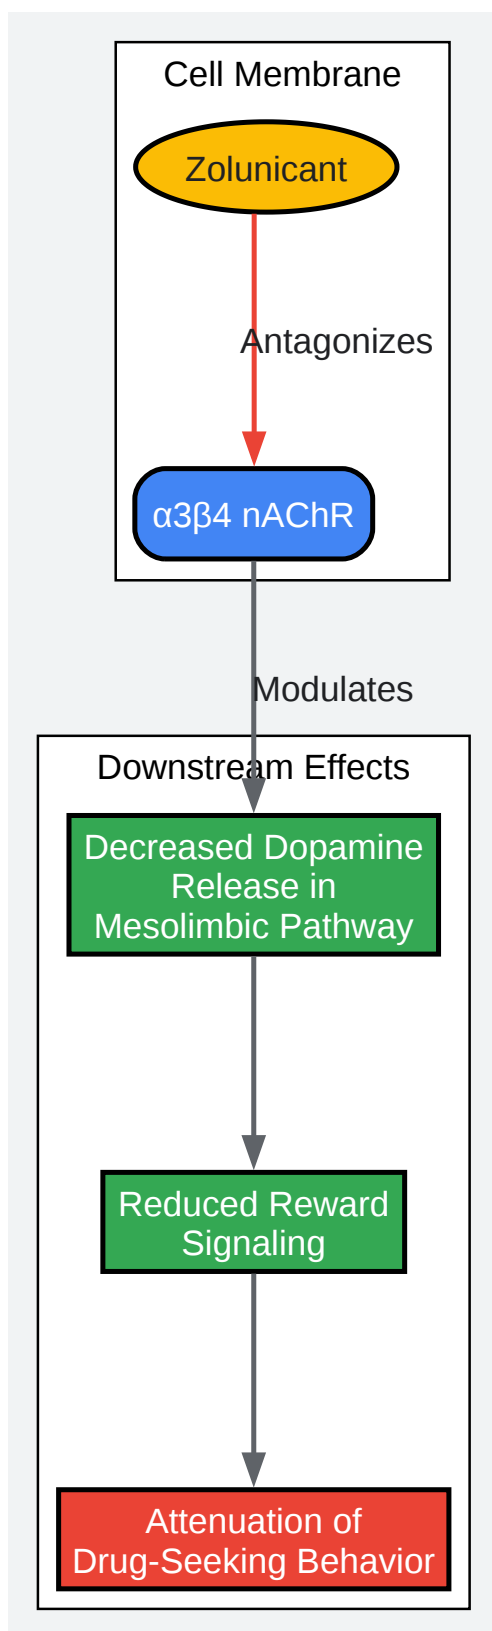 Cell Membrane
Zolunicant
Antagonizes
α3β4 nAChR
Modulates
Downstream Effects
Decreased Dopamine
Release in
Mesolimbic Pathway
Reduced Reward
Signaling
Attenuation of
Drug-Seeking Behavior